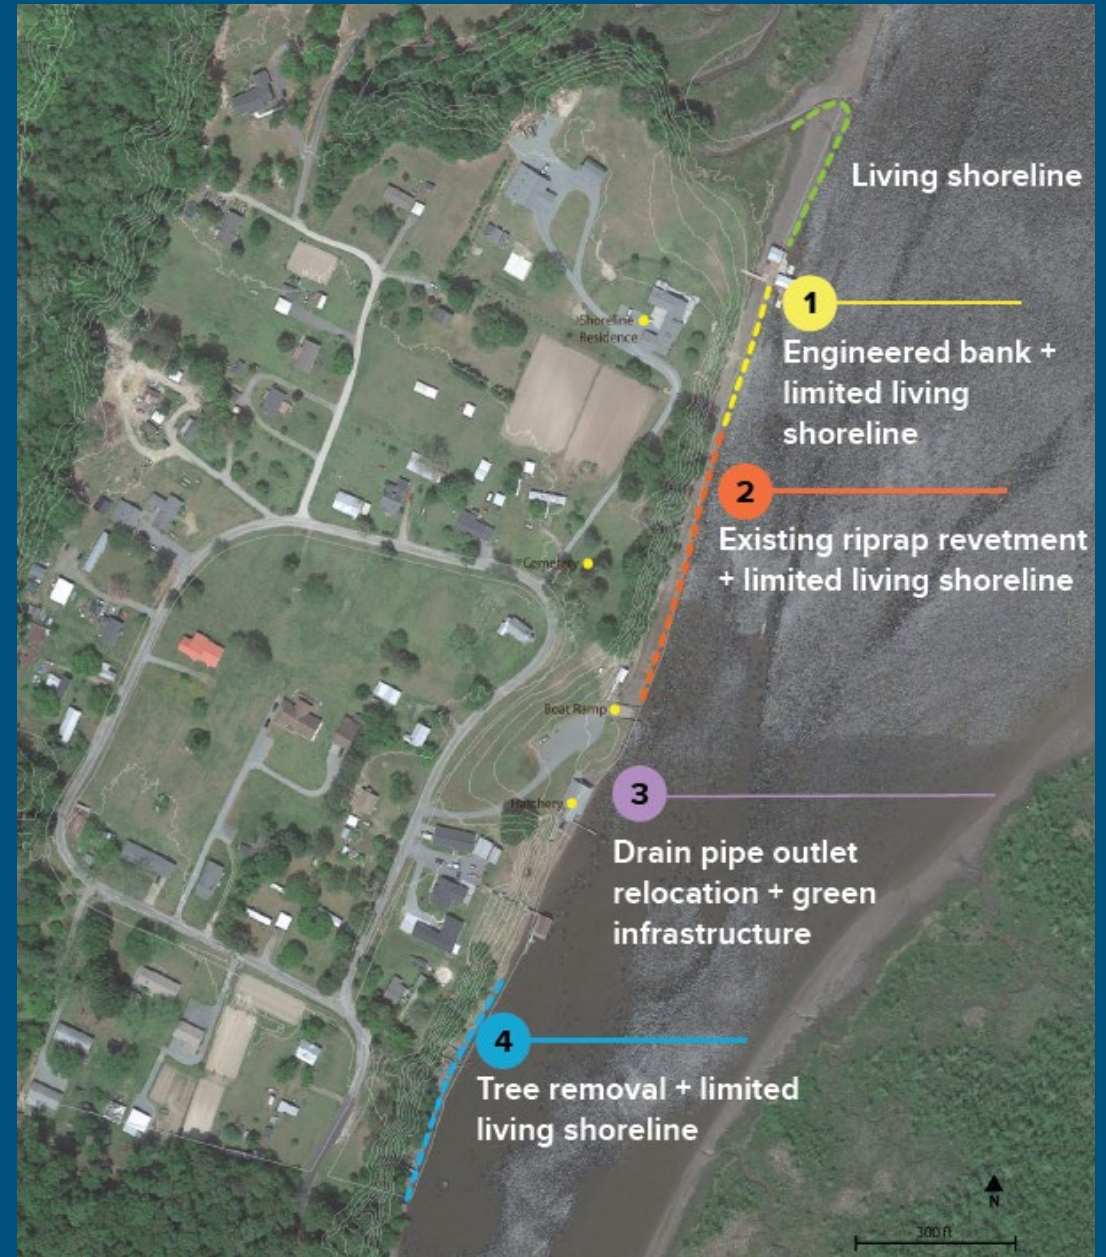 Living shoreline
1
Engineered bank +
limited living
shoreline
Shoreline
Residence
2
Existing riprap revetment
+ limited living shoreline
Cemetery
Boat Ramp
3
Hatchery
Drain pipe outlet
relocation + green
infrastructure
4
Tree removal + limited
living shoreline
N
300 ft